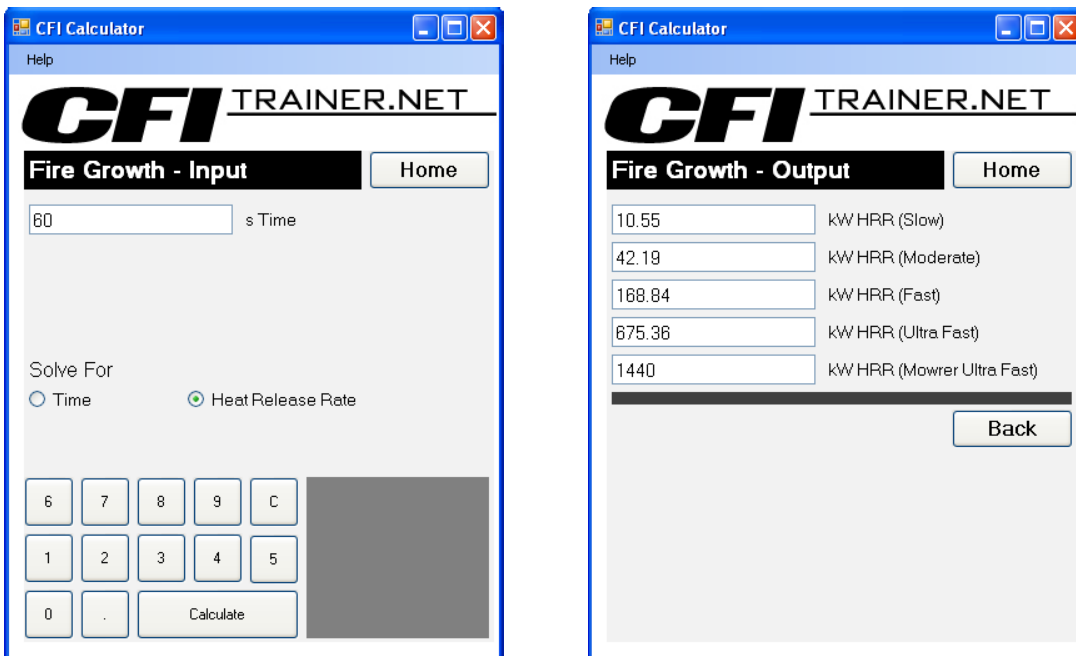 CFI Calculator
Help
CFI TRAINER.NET
Fire Growth - Input
Home
60 s Time
Solve For
Time Heat Release Rate
6 7 8 9 C
1 2 3 4 5
0 . Calculate
CFI Calculator
Help
CFI TRAINER.NET
Fire Growth - Output
Home
10.55 kW HRR (Slow)
42.19 kW HRR (Moderate)
168.84 kW HRR (Fast)
675.36 kW HRR (Ultra Fast)
1440 kW HRR (Mowrer Ultra Fast)
Back